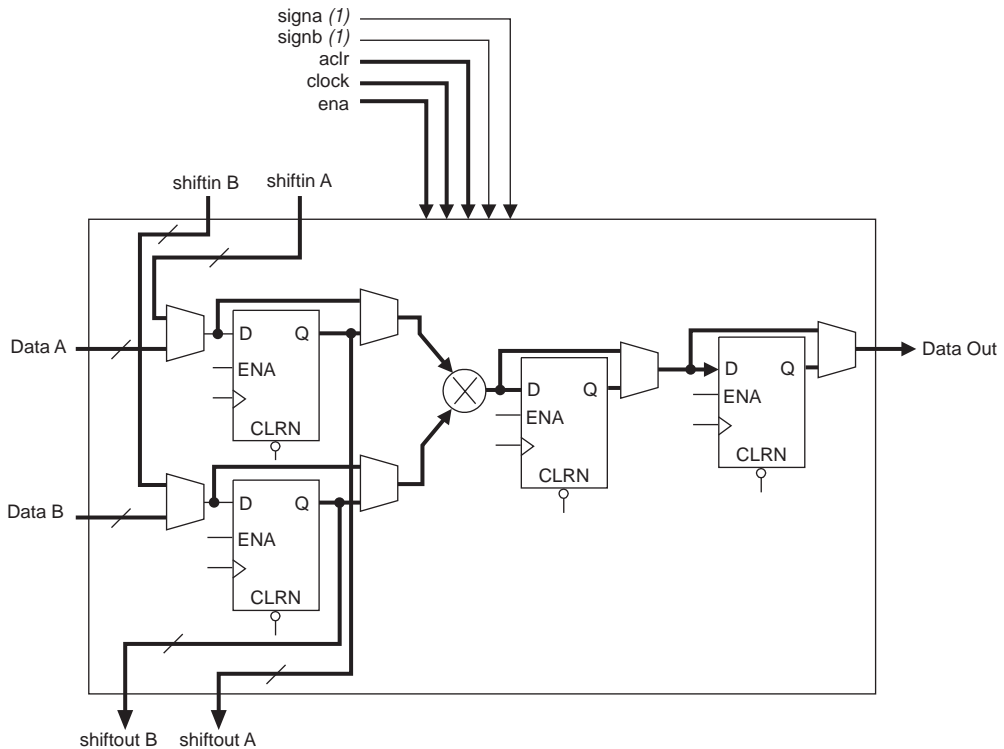 signa (1)
signb (1)
aclr
clock
ena
shiftin B
shiftin A
Data A
D
Q
ENA
CLRN
Data B
D
Q
ENA
CLRN
D
Q
ENA
CLRN
D
Q
ENA
CLRN
Data Out
shiftout B
shiftout A